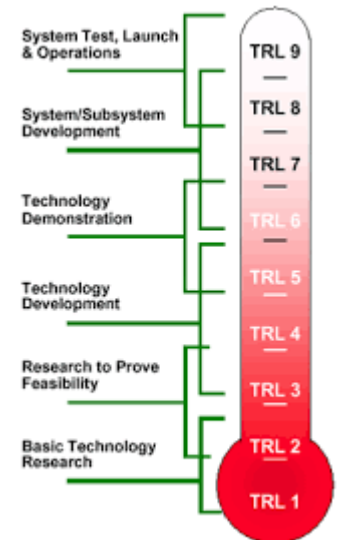 System Test, Launch
& Operations
System/Subsystem
Development
Technology
Demonstration
Technology
Development
Research to Prove
Feasibility
Basic Technology
Research
TRL 9
TRL 8
TRL 7
TRL 6
TRL 5
TRL 4
TRL 3
TRL 2
TRL 1